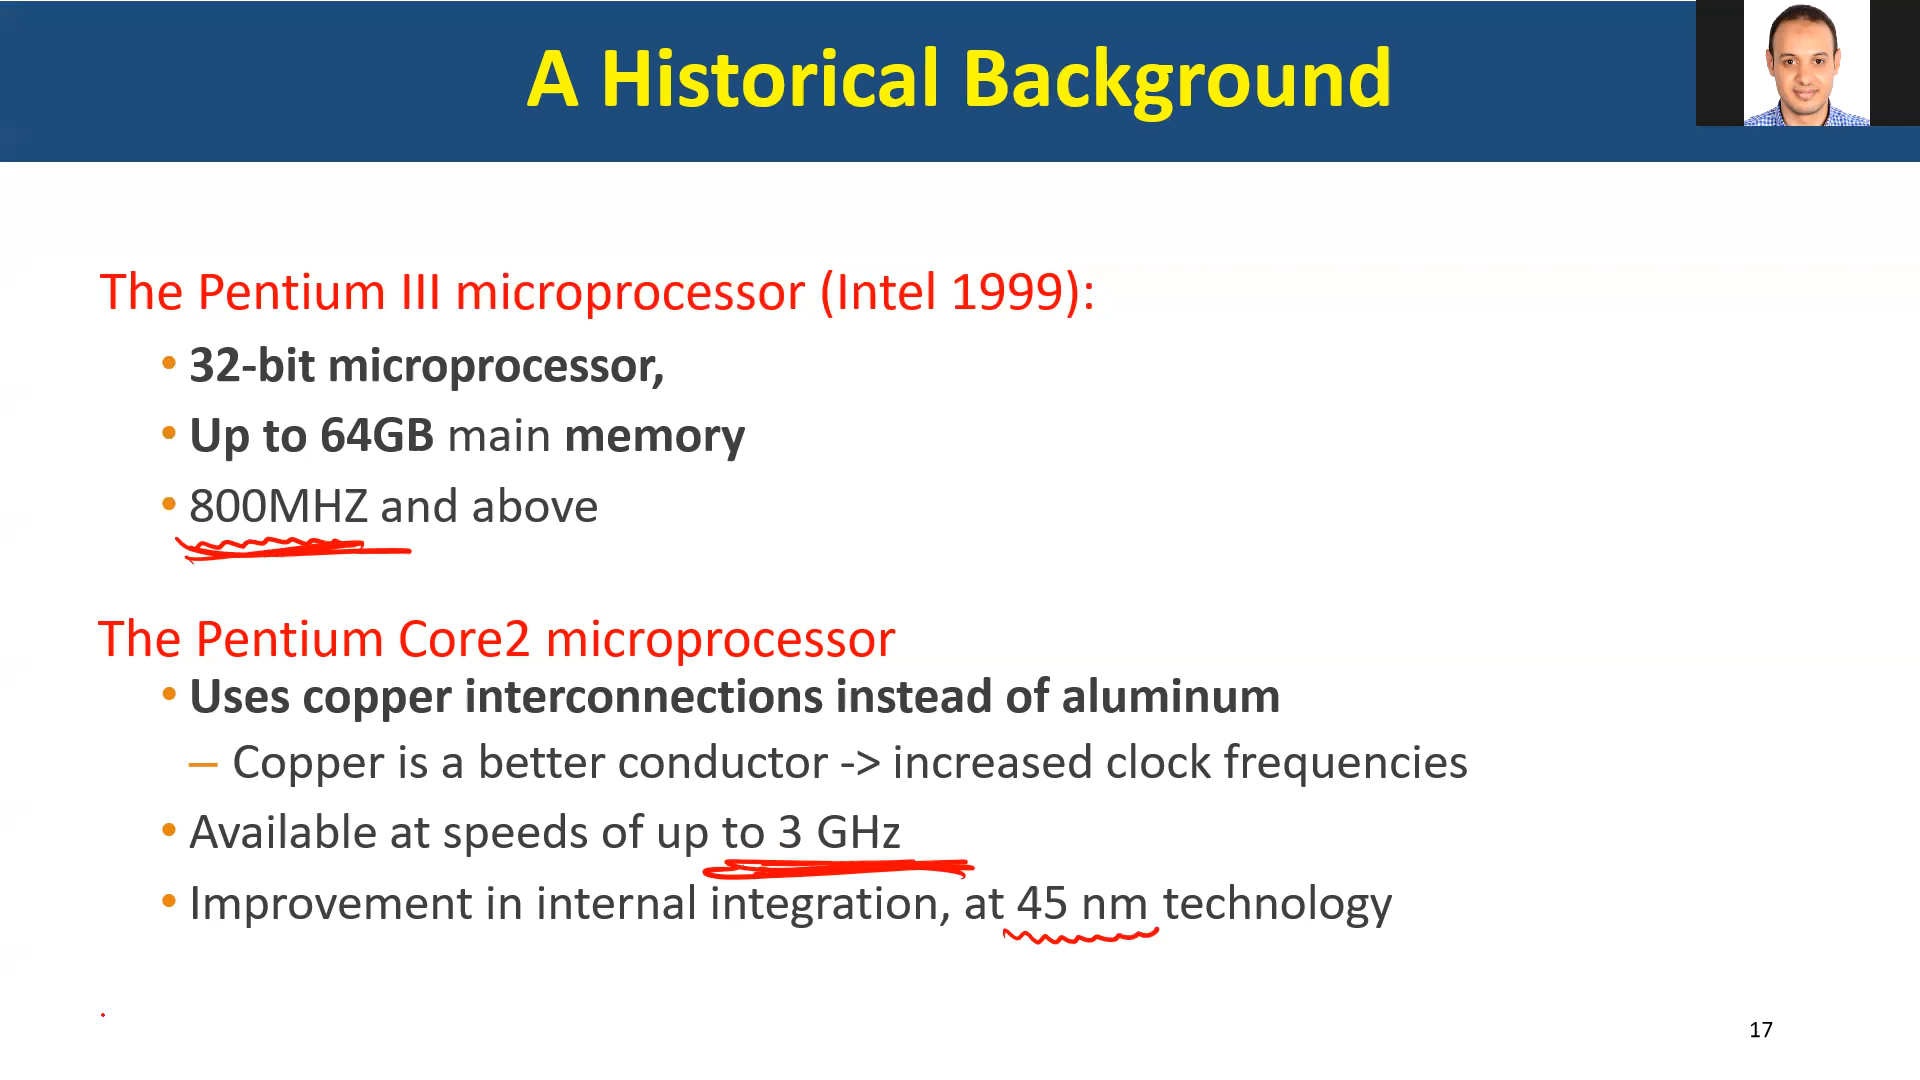 A Historical Background
The Pentium III microprocessor (Intel 1999):
• 32-bit microprocessor,
• Up to 64GB main memory
• 800MHZ and above
The Pentium Core2 microprocessor
• Uses copper interconnections instead of aluminum
– Copper is a better conductor -> increased clock frequencies
• Available at speeds of up to 3 GHz
• Improvement in internal integration, at 45 nm technology
17